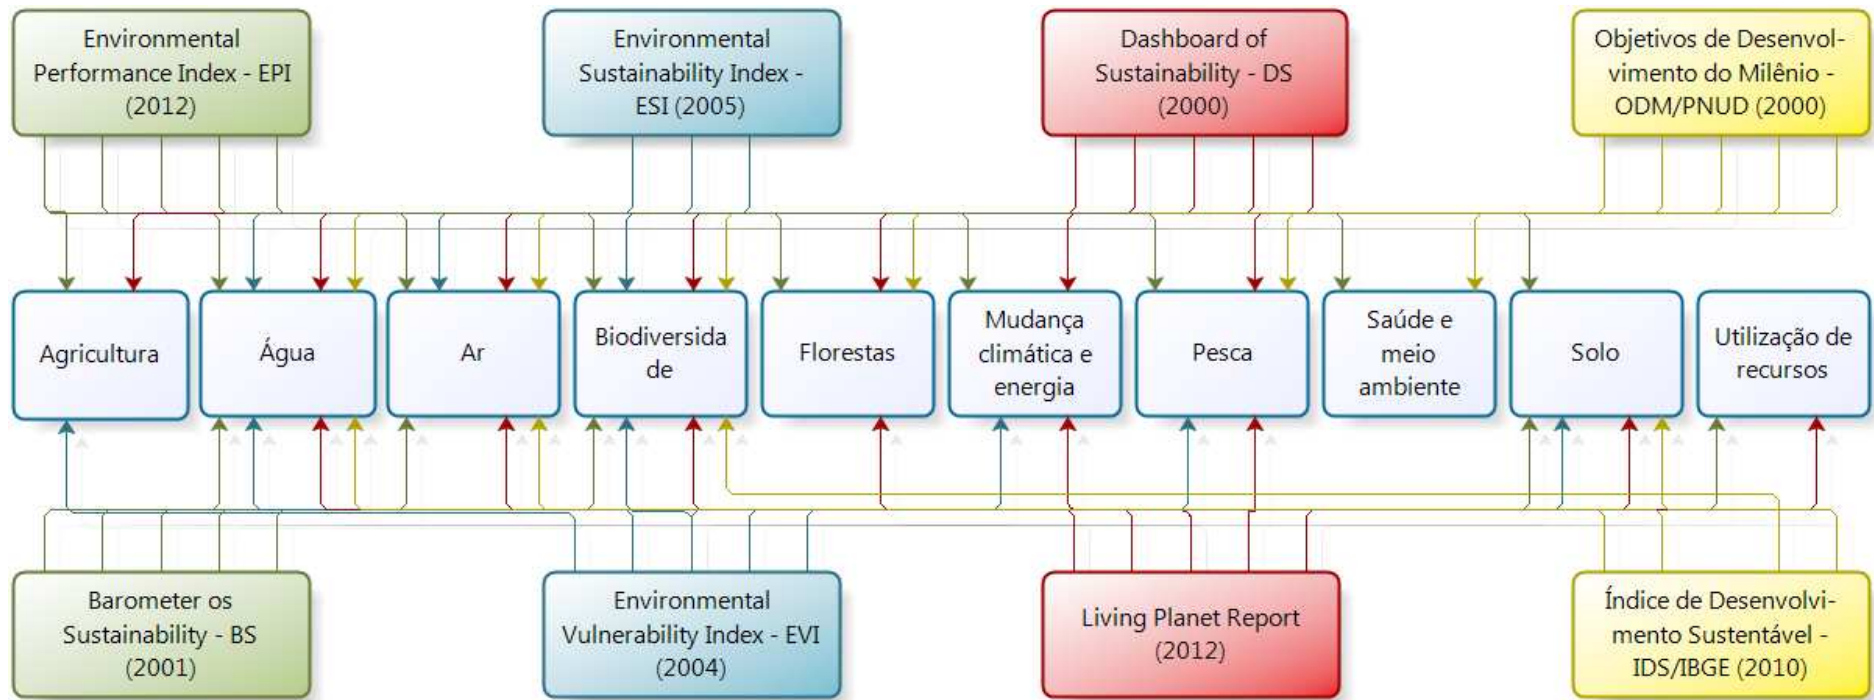 Environmental
Performance Index - EPI
(2012)
Environmental
Sustainability Index -
ESI (2005)
Dashboard of
Sustainability - DS
(2000)
Objetivos de Desenvol-
vimento do Milênio -
ODM/PNUD (2000)
Agricultura
Água
Ar
Biodiversida
de
Florestas
Mudança
climática e
energia
Pesca
Saúde e
meio
ambiente
Solo
Utilização de
recursos
Barometer os
Sustainability - BS
(2001)
Environmental
Vulnerability Index - EVI
(2004)
Living Planet Report
(2012)
Índice de Desenvolvi-
mento Sustentável -
IDS/IBGE (2010)